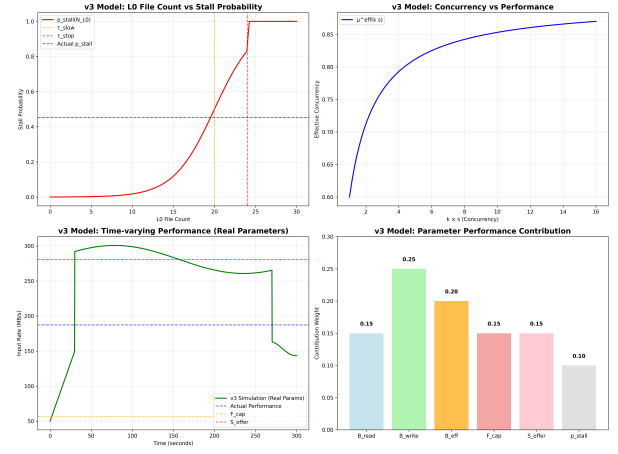 v3 Model: L0 File Count vs Stall Probability
Stall Probability
1.0
0.8
0.6
0.4
0.2
0.0
p_stall(N_L0)
τ_slow
τ_stop
Actual p_stall
0 5 10 15 20 25 30
L0 File Count
v3 Model: Concurrency vs Performance
Effective Concurrency
0.85
0.80
0.75
0.70
0.65
0.60
μ^eff(k s)
2 4 6 8 10 12 14 16
k × s (Concurrency)
v3 Model: Time-varying Performance (Real Parameters)
Input Rate (MB/s)
300
250
200
150
100
50
v3 Simulation (Real Params)
Actual Performance
F_cap
S_offer
0 50 100 150 200 250 300
Time (seconds)
v3 Model: Parameter Performance Contribution
Contribution Weight
0.30
0.25
0.20
0.15
0.10
0.05
0.00
0.15 0.25 0.20 0.15 0.15 0.10
B_read B_write B_eff F_cap S_offer p_stall